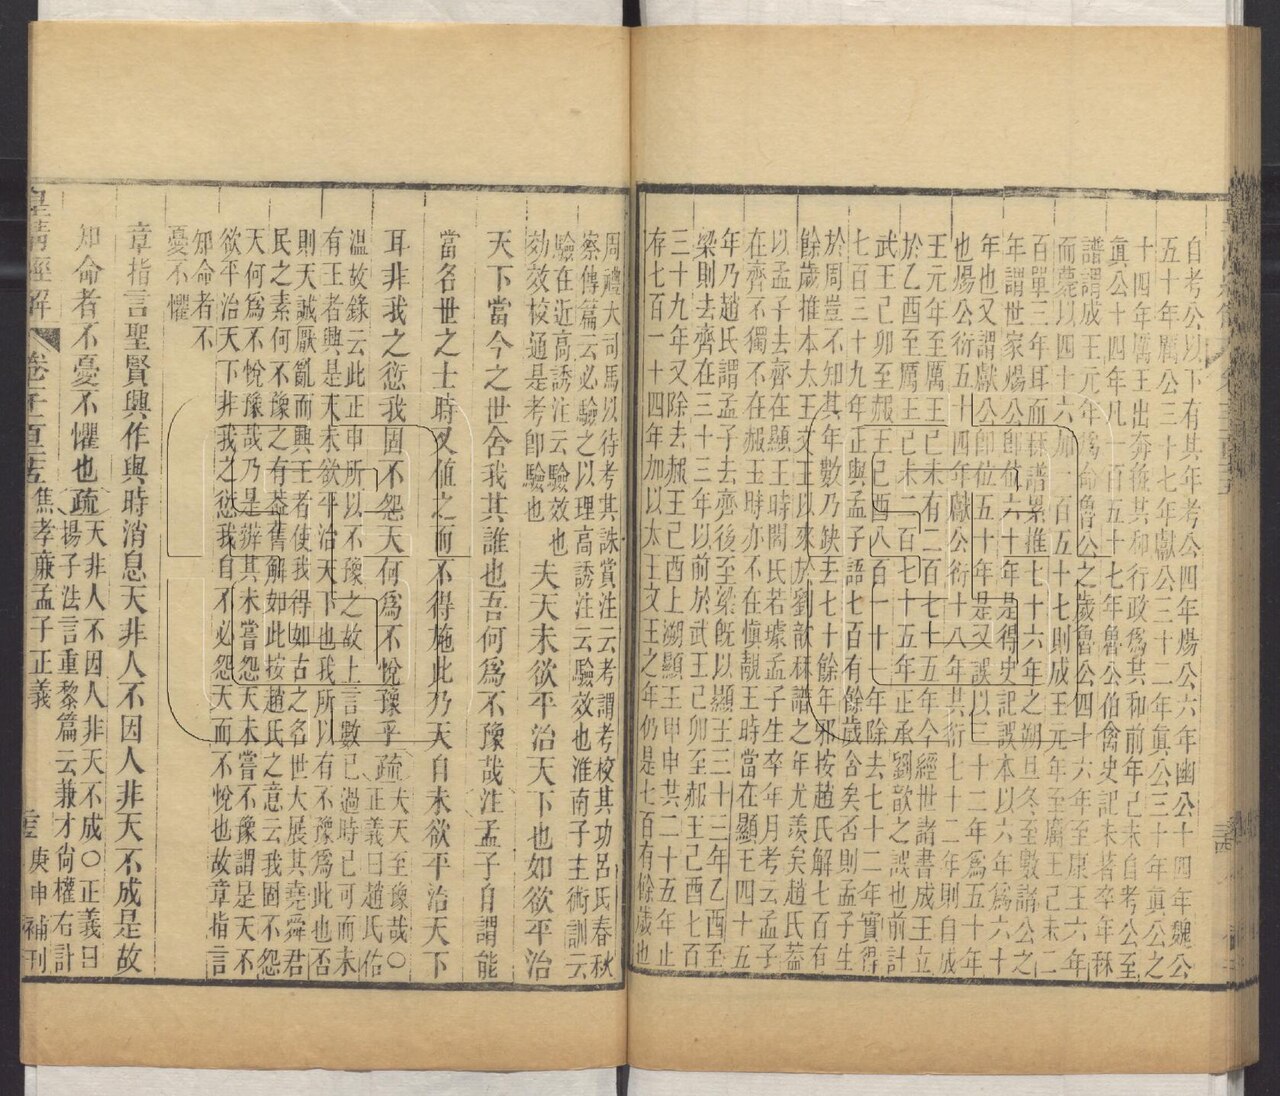 自考公以下有其年考公四年煬公六年幽公十四年魏公
五十年厲公三十七年獻公三十二年眞公三十年眞公之
十四年厲王出奔彘共和行政爲共和前年己未自考公至
眞公十四年凡一百五十七年魯公伯禽史記未著卒年秝
譜謂成王元年爲命魯公之歲魯公四十六年至康王六年
而薨以四十六加一百五十七則成王元年至厲王己未二
百單三年耳而秝譜累推七十六年之朔旦冬至數諸公之
年謂世家煬公即位六十年是得史記誤本以六年爲六十
年也又謂獻公即位五十年是又誤以三十二年爲五十年
也煬公衍五十四年獻公衍十八年共衍七十二年則自成
王元年至厲王己未有二百七十五年今經世諸書成王立
於乙酉至厲王己未二百七十五年正承劉歆之誤也前計
武王己卯至赧王己酉八百一十一年除去七十二年實得
七百三十九年正與孟子語七百有餘歲合矣否則孟子生
於周豈不知其年數乃缺去七十餘年邪按趙氏解七百有
餘歲推本太王文王以來於劉歆秝譜之年尤羨矣趙氏蓋
以孟子去齊在顯王時閻氏若璩孟子生卒年月考云孟子
在齊不獨不在赧王時亦不在愼靚王時當在顯王四十五
年乃趙氏謂孟子去齊後至梁旣以顯王三十三年乙酉至
梁則去齊在三十三年以前於武王己卯至赧王己酉七百
三十九年又除去赧王己酉上溯顯王甲申共二十五年止
存七百一十四年加以太王文王之年仍是七百有餘歲也
周禮大司馬以待考其誅賞注云考謂考校其功呂氏春秋
察傳篇云必驗之以理高誘注云驗效也淮南子主術訓云
驗在近高誘注云驗效也
効效校通是考卽驗也
夫天未欲平治天下也如欲平治
天下當今之世舍我其誰也吾何爲不豫哉注孟子自謂能
當名世之士時又值之而不得施此乃天自未欲平治天下
耳非我之愆我固不怨天何爲不悅豫乎疏夫天至豫哉〇
正義曰趙氏佑
溫故錄云此正申所以不豫之故上言數已過時已可而未
有王者興是天未欲平治天下也我所以有不豫爲此也否
則天誠厭亂而興王者使我得如古之名世大展其堯舜君
民之素何不豫之有葢舊解如此按趙氏之意云我固不怨
天何爲不悅豫哉乃是辨其未嘗怨天未嘗不豫謂是天不
欲平治天下非我之愆我自不必怨天而不悅也故章指言
知命者不
憂不懼
章指言聖賢興作與時消息天非人不因人非天不成是故
知命者不憂不懼也疏天非人不因人非天不成〇正義曰
揚子法言重黎篇云兼才尙權右計
皇清經解
卷千一百二十五
焦孝廉孟子正義
庚申補刊